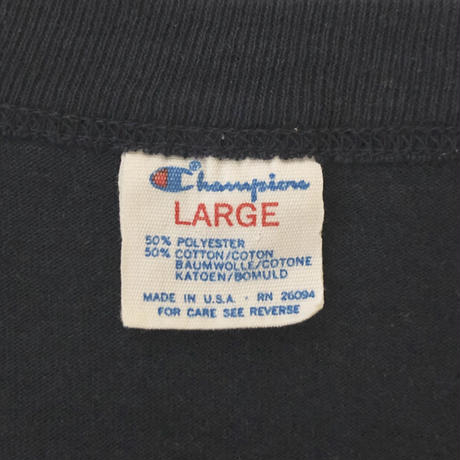 Champion®
LARGE
50% POLYESTER
50% COTTON/COTON
BAUMWOLLE/COTONE
KATOEN/BOMULD
MADE IN U.S.A. RN 26094
FOR CARE SEE REVERSE